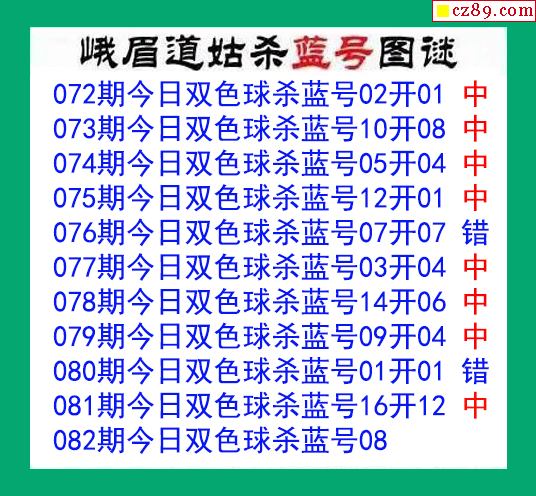 cz89.com
峨眉道姑杀蓝号图谜
072期今日双色球杀蓝号02开01 中
073期今日双色球杀蓝号10开08 中
074期今日双色球杀蓝号05开04 中
075期今日双色球杀蓝号12开01 中
076期今日双色球杀蓝号07开07 错
077期今日双色球杀蓝号03开04 中
078期今日双色球杀蓝号14开06 中
079期今日双色球杀蓝号09开04 中
080期今日双色球杀蓝号01开01 错
081期今日双色球杀蓝号16开12 中
082期今日双色球杀蓝号08